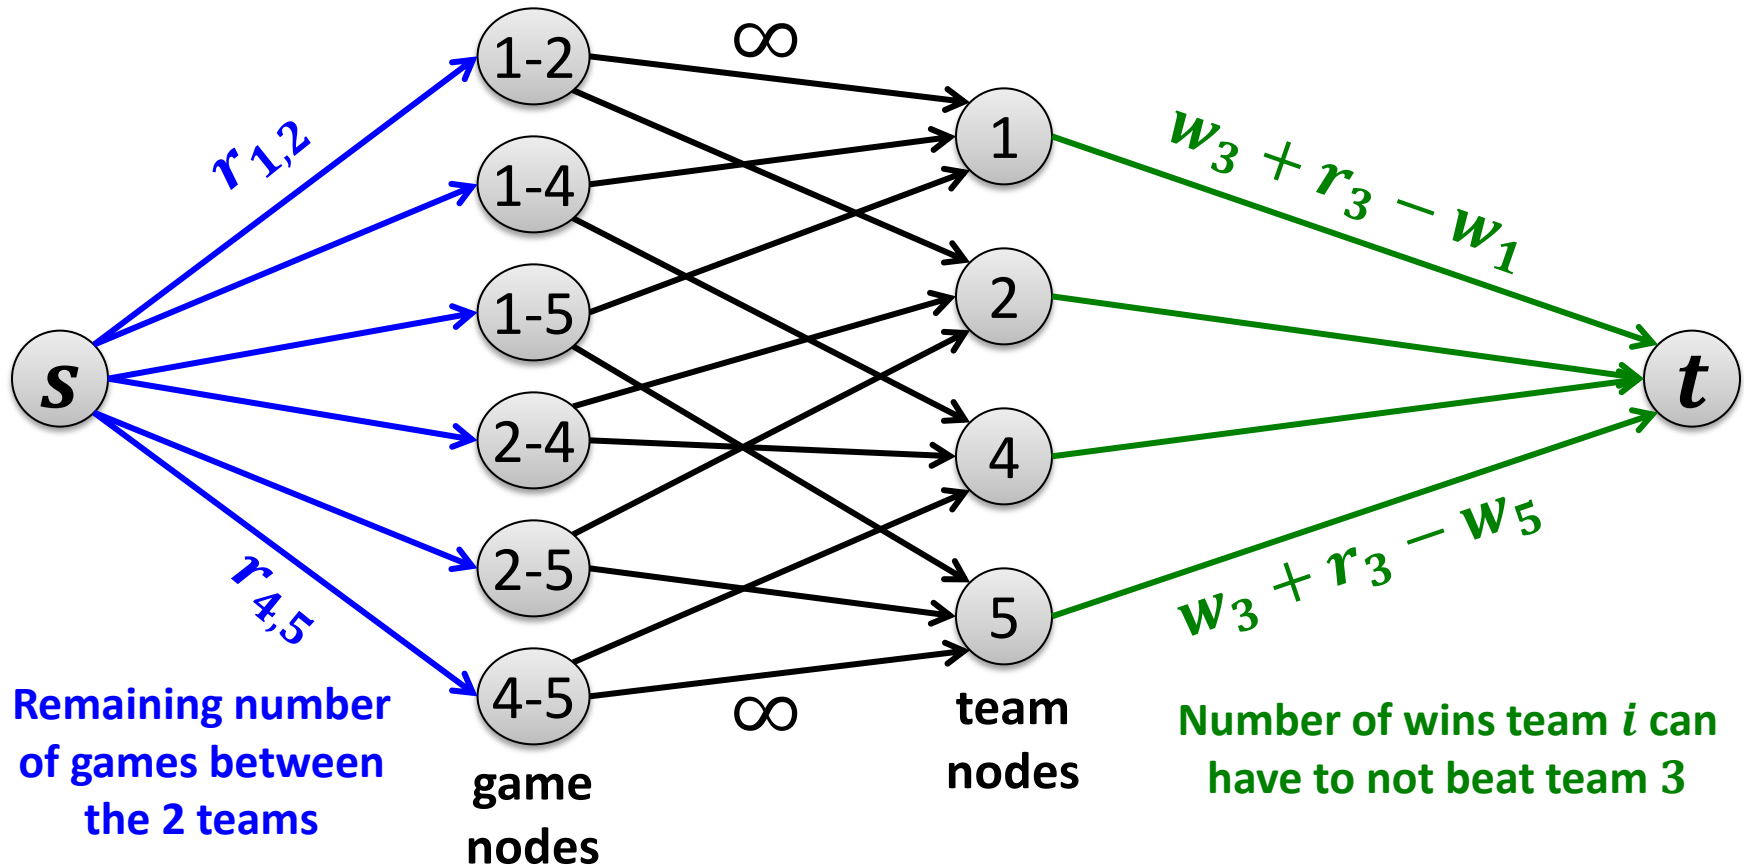 1-2
∞
r1,2
1
w3 + r3 − w1
1-4
1-5
2
s
t
2-4
4
2-5
5
w3 + r3 − w5
r4,5
4-5
∞
Remaining number
of games between
the 2 teams
game
nodes
team
nodes
Number of wins team i can
have to not beat team 3